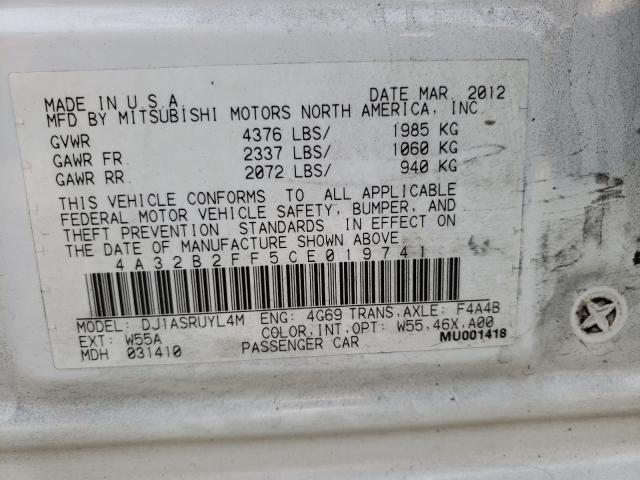 MADE IN U.S.A. DATE MAR. 2012
MFD BY MITSUBISHI MOTORS NORTH AMERICA, INC.
GVWR 4376 LBS/ 1985 KG
GAWR FR. 2337 LBS/ 1060 KG
GAWR RR. 2072 LBS/ 940 KG
THIS VEHICLE CONFORMS TO ALL APPLICABLE
FEDERAL MOTOR VEHICLE SAFETY, BUMPER, AND
THEFT PREVENTION STANDARDS IN EFFECT ON
THE DATE OF MANUFACTURE SHOWN ABOVE.
4A32B2FF5CE019741
MODEL: DJ1ASRUYL4M ENG: 4G69 TRANS.AXLE: F4A4B
EXT: W55A COLOR.INT.OPT: W55.46X.A00
MDH 031410 PASSENGER CAR MU001418